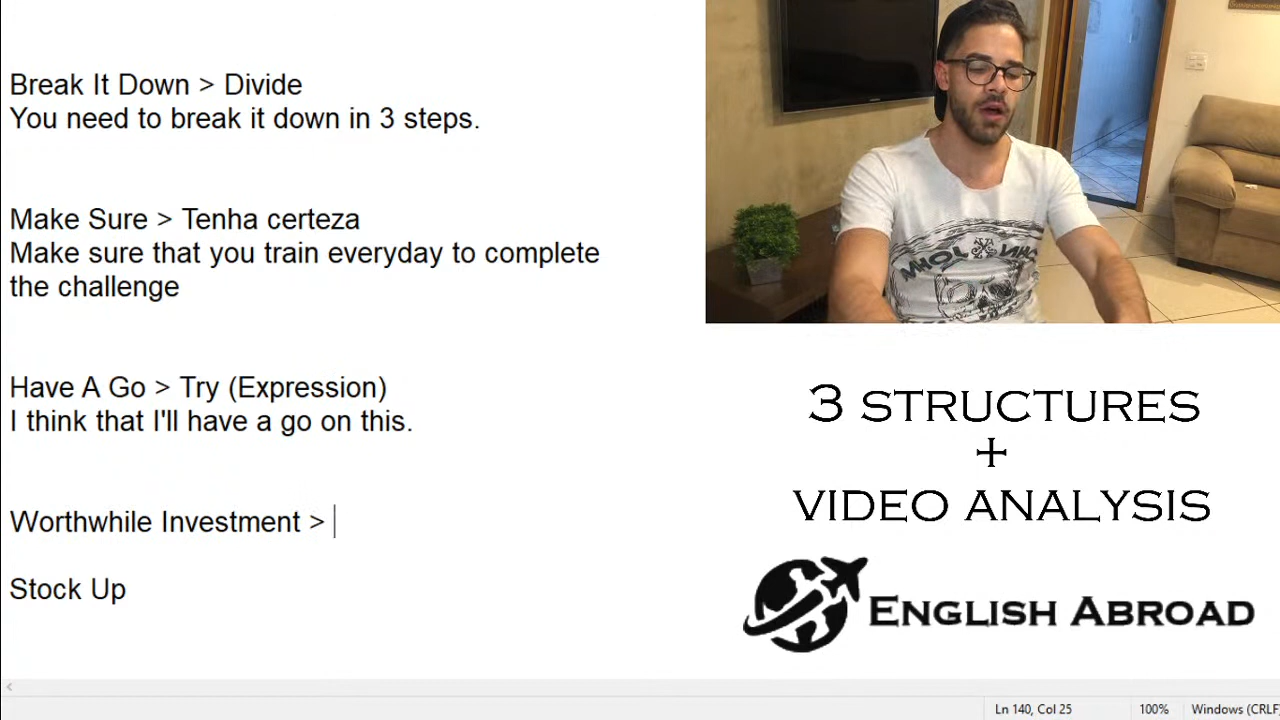 Break It Down > Divide
You need to break it down in 3 steps.
Make Sure > Tenha certeza
Make sure that you train everyday to complete
the challenge
Have A Go > Try (Expression)
I think that I'll have a go on this.
Worthwhile Investment >
Stock Up
3 STRUCTURES
+
VIDEO ANALYSIS
ENGLISH ABROAD
Ln 140, Col 25
100%
Windows (CRLF